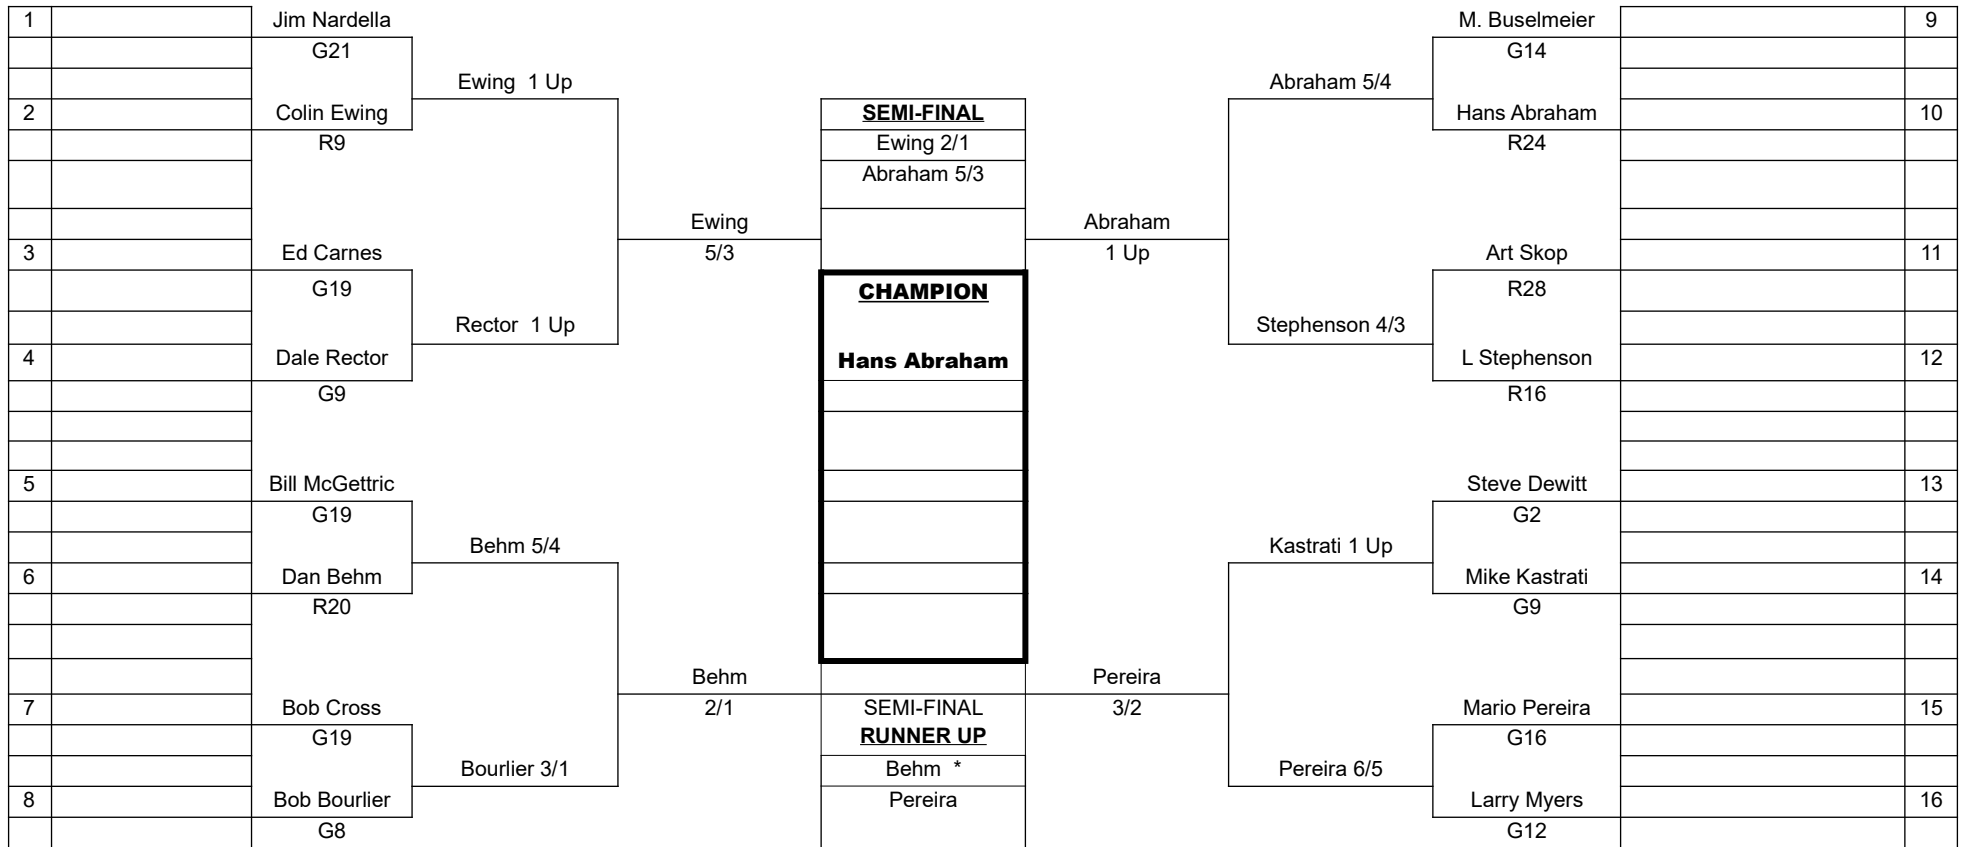 1 Jim Nardella M. Buselmeier 9
G21 G14
Ewing 1 Up Abraham 5/4
2 Colin Ewing SEMI-FINAL Hans Abraham 10
R9 Ewing 2/1 R24
Abraham 5/3
Ewing Abraham
3 Ed Carnes 5/3 1 Up Art Skop 11
G19 CHAMPION R28
Rector 1 Up Stephenson 4/3
4 Dale Rector Hans Abraham L Stephenson 12
G9 R16
5 Bill McGettric Steve Dewitt 13
G19 G2
Behm 5/4 Kastrati 1 Up
6 Dan Behm Mike Kastrati 14
R20 G9
Behm Pereira
7 Bob Cross 2/1 SEMI-FINAL 3/2 Mario Pereira 15
G19 RUNNER UP G16
Bourlier 3/1 Behm * Pereira 6/5
8 Bob Bourlier Pereira Larry Myers 16
G8 G12